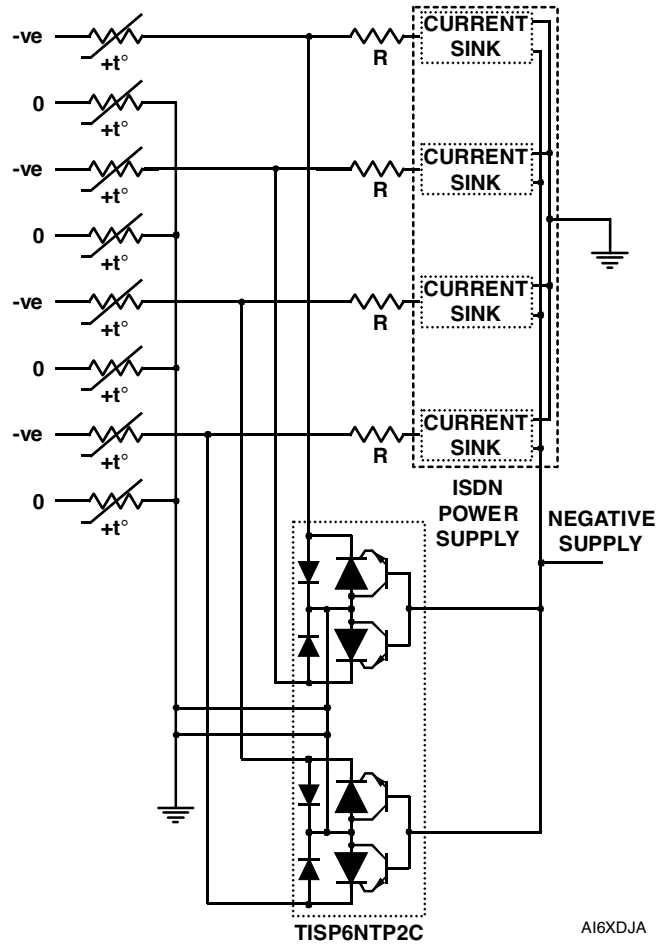 -ve
+t°
R
CURRENT
SINK
0
+t°
-ve
+t°
R
CURRENT
SINK
0
+t°
-ve
+t°
R
CURRENT
SINK
0
+t°
-ve
+t°
R
CURRENT
SINK
0
+t°
ISDN
POWER
SUPPLY
NEGATIVE
SUPPLY
TISP6NTP2C
AI6XDJA